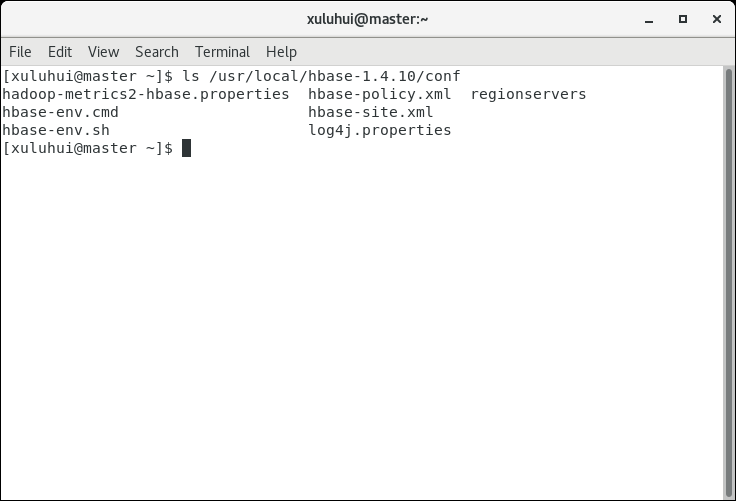 xuluhui@master:~
File Edit View Search Terminal Help
[xuluhui@master ~]$ ls /usr/local/hbase-1.4.10/conf
hadoop-metrics2-hbase.properties  hbase-policy.xml  regionservers
hbase-env.cmd                     hbase-site.xml
hbase-env.sh                      log4j.properties
[xuluhui@master ~]$